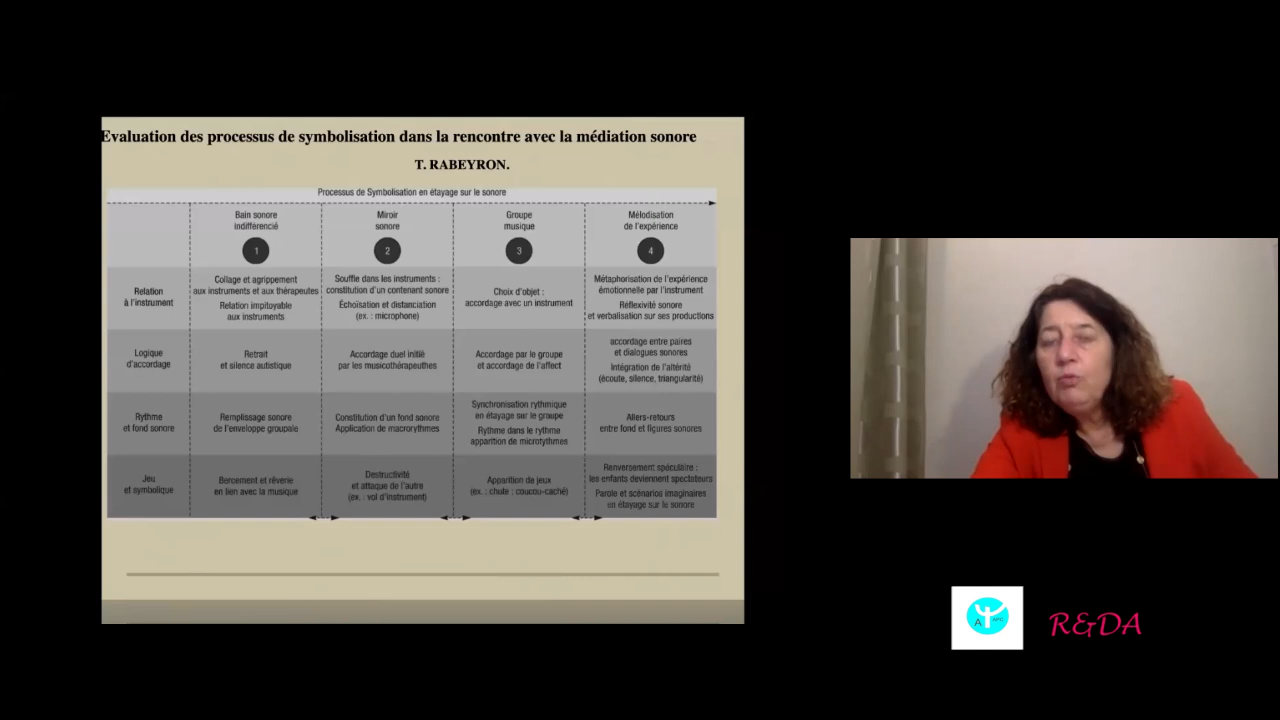 Evaluation des processus de symbolisation dans la rencontre avec la médiation sonore
T. RABEYRON.
Processus de Symbolisation en étayage sur le sonore
Bain sonore
indifférencié
1
Miroir
sonore
2
Groupe
musique
3
Mélodisation
de l'expérience
4
Relation
à l'instrument
Collage et agrippement
aux instruments et aux thérapeutes
Relation impitoyable
aux instruments
Souffle dans les instruments :
constitution d'un contenant sonore
Échoïsation et distanciation
(ex. : microphone)
Choix d'objet :
accordage avec un instrument
Métaphorisation de l'expérience
émotionnelle par l'instrument
Réflexivité sonore
et verbalisation sur ses productions
Logique
d'accordage
Retrait
et silence autistique
Accordage duel initié
par les musicothérapeuthes
Accordage par le groupe
et accordage de l'affect
accordage entre paires
et dialogues sonores
Intégration de l'altérité
(écoute, silence, triangularité)
Rythme
et fond sonore
Remplissage sonore
de l'enveloppe groupale
Constitution d'un fond sonore
Application de macrorythmes
Synchronisation rythmique
en étayage sur le groupe
Rythme dans le rythme
apparition de microtythmes
Allers-retours
entre fond et figures sonores
Jeu
et symbolique
Bercement et rêverie
en lien avec la musique
Destructivité
et attaque de l'autre
(ex. : vol d'instrument)
Apparition de jeux
(ex. : chute ; coucou-caché)
Renversement spéculaire :
les enfants deviennent spectateurs
Parole et scénarios imaginaires
en étayage sur le sonore
A
APC
R&DA